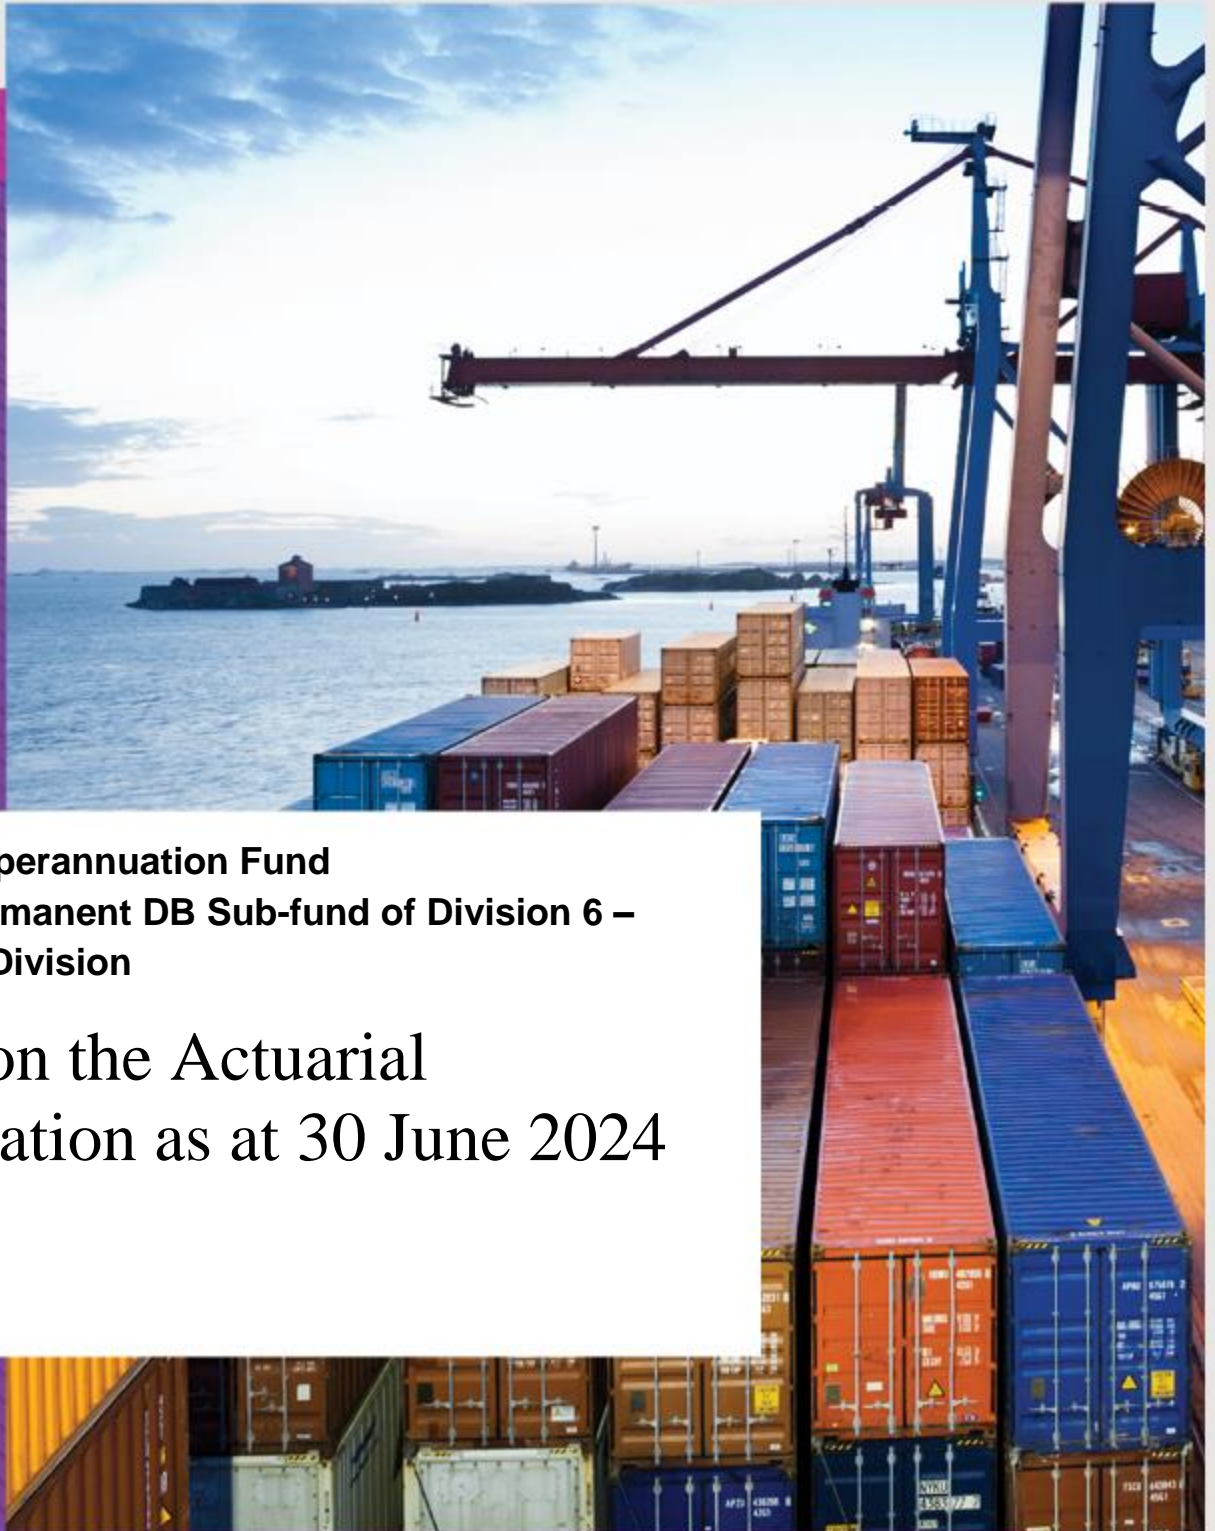 perannuation Fund
manent DB Sub-fund of Division 6 –
Division
on the Actuarial
ation as at 30 June 2024